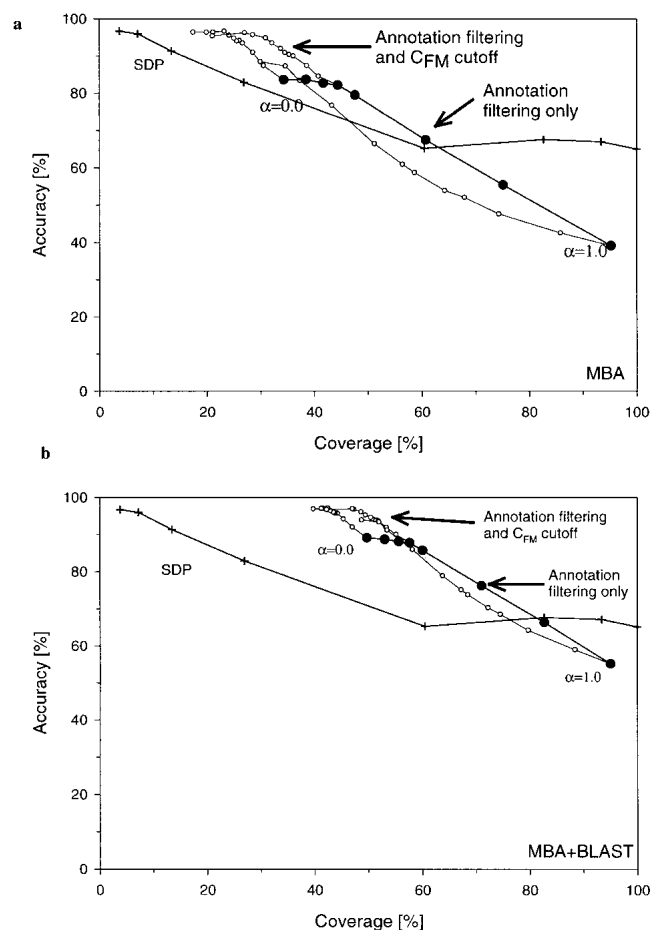 a
100
80
60
40
20
0
Accuracy [%]
SDP
Annotation filtering
and CFM cutoff
Annotation
filtering only
α=0.0
α=1.0
MBA
0 20 40 60 80 100
Coverage [%]
b
100
80
60
40
20
0
Accuracy [%]
SDP
Annotation filtering
and CFM cutoff
α=0.0
Annotation
filtering only
α=1.0
MBA+BLAST
0 20 40 60 80 100
Coverage [%]